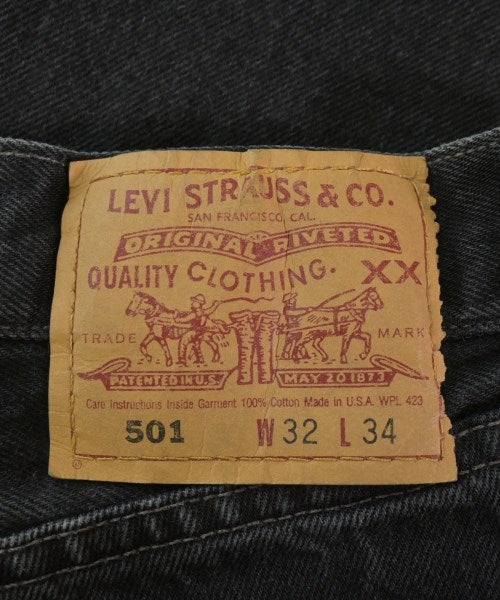 LEVI STRAUSS & CO.
SAN FRANCISCO, CAL.
ORIGINAL RIVETED
QUALITY CLOTHING. XX
TRADE MARK
PATENTED IN U.S. MAY 20 1873
Care Instructions Inside Garment 100% Cotton Made in U.S.A. WPL 423
501 W 32 L 34
®